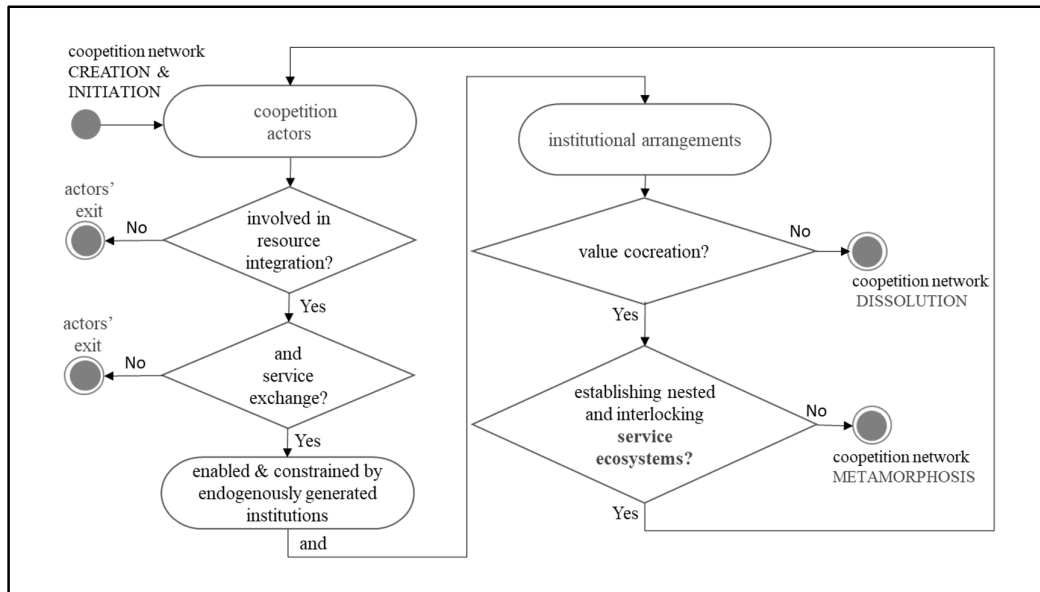 coopetition network
CREATION &
INITIATION
coopetition
actors
actors’
exit
No
involved in
resource
integration?
Yes
actors’
exit
No
and
service
exchange?
Yes
enabled & constrained by
endogenously generated
institutions
and
institutional arrangements
value cocreation?
No
coopetition network
DISSOLUTION
Yes
establishing nested
and interlocking
service
ecosystems?
No
coopetition network
METAMORPHOSIS
Yes